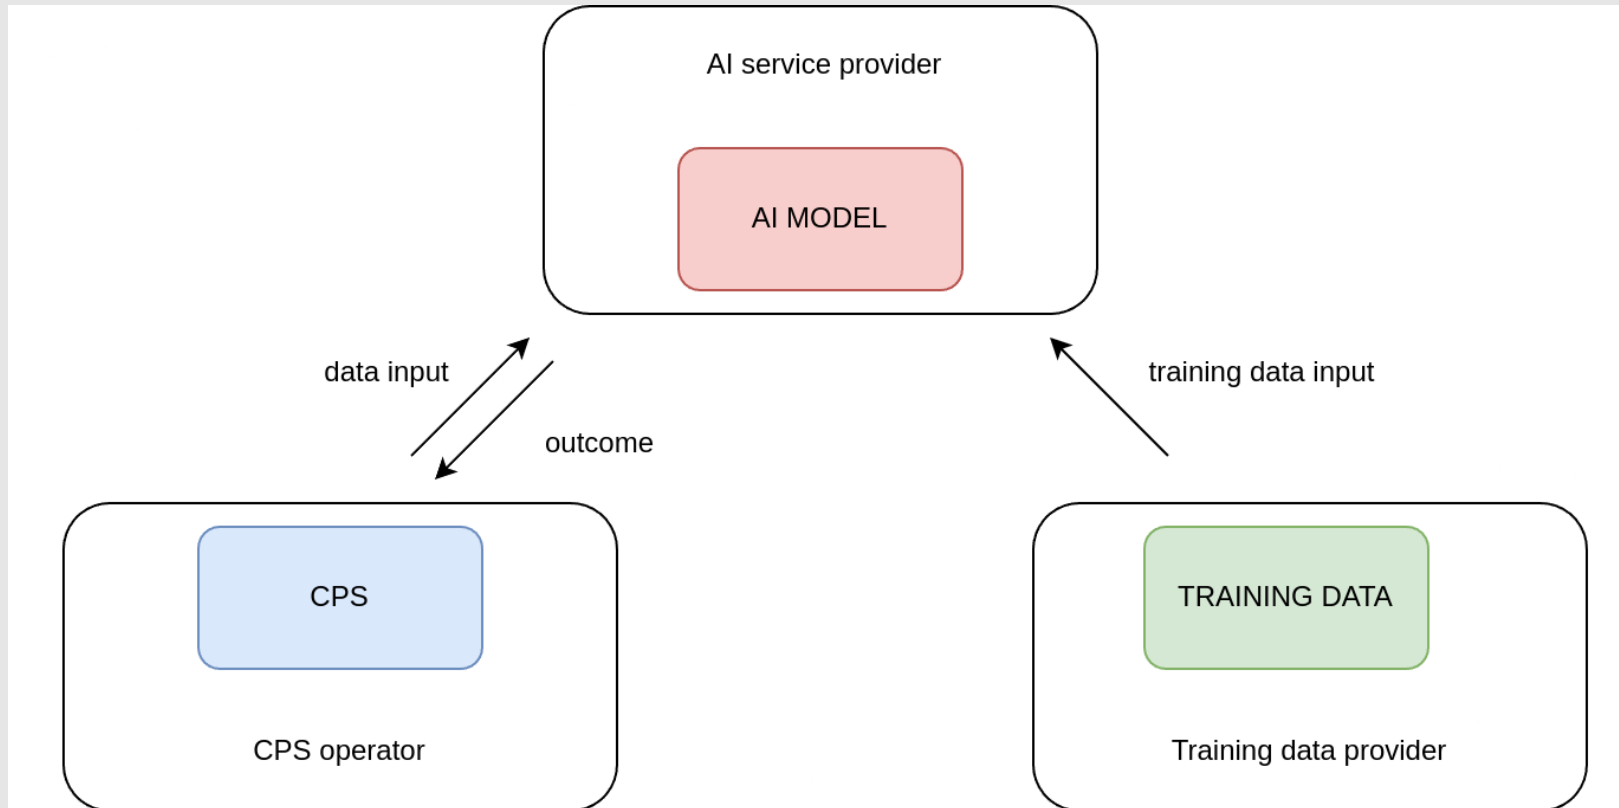 AI service provider
AI MODEL
data input
training data input
outcome
CPS
TRAINING DATA
CPS operator
Training data provider